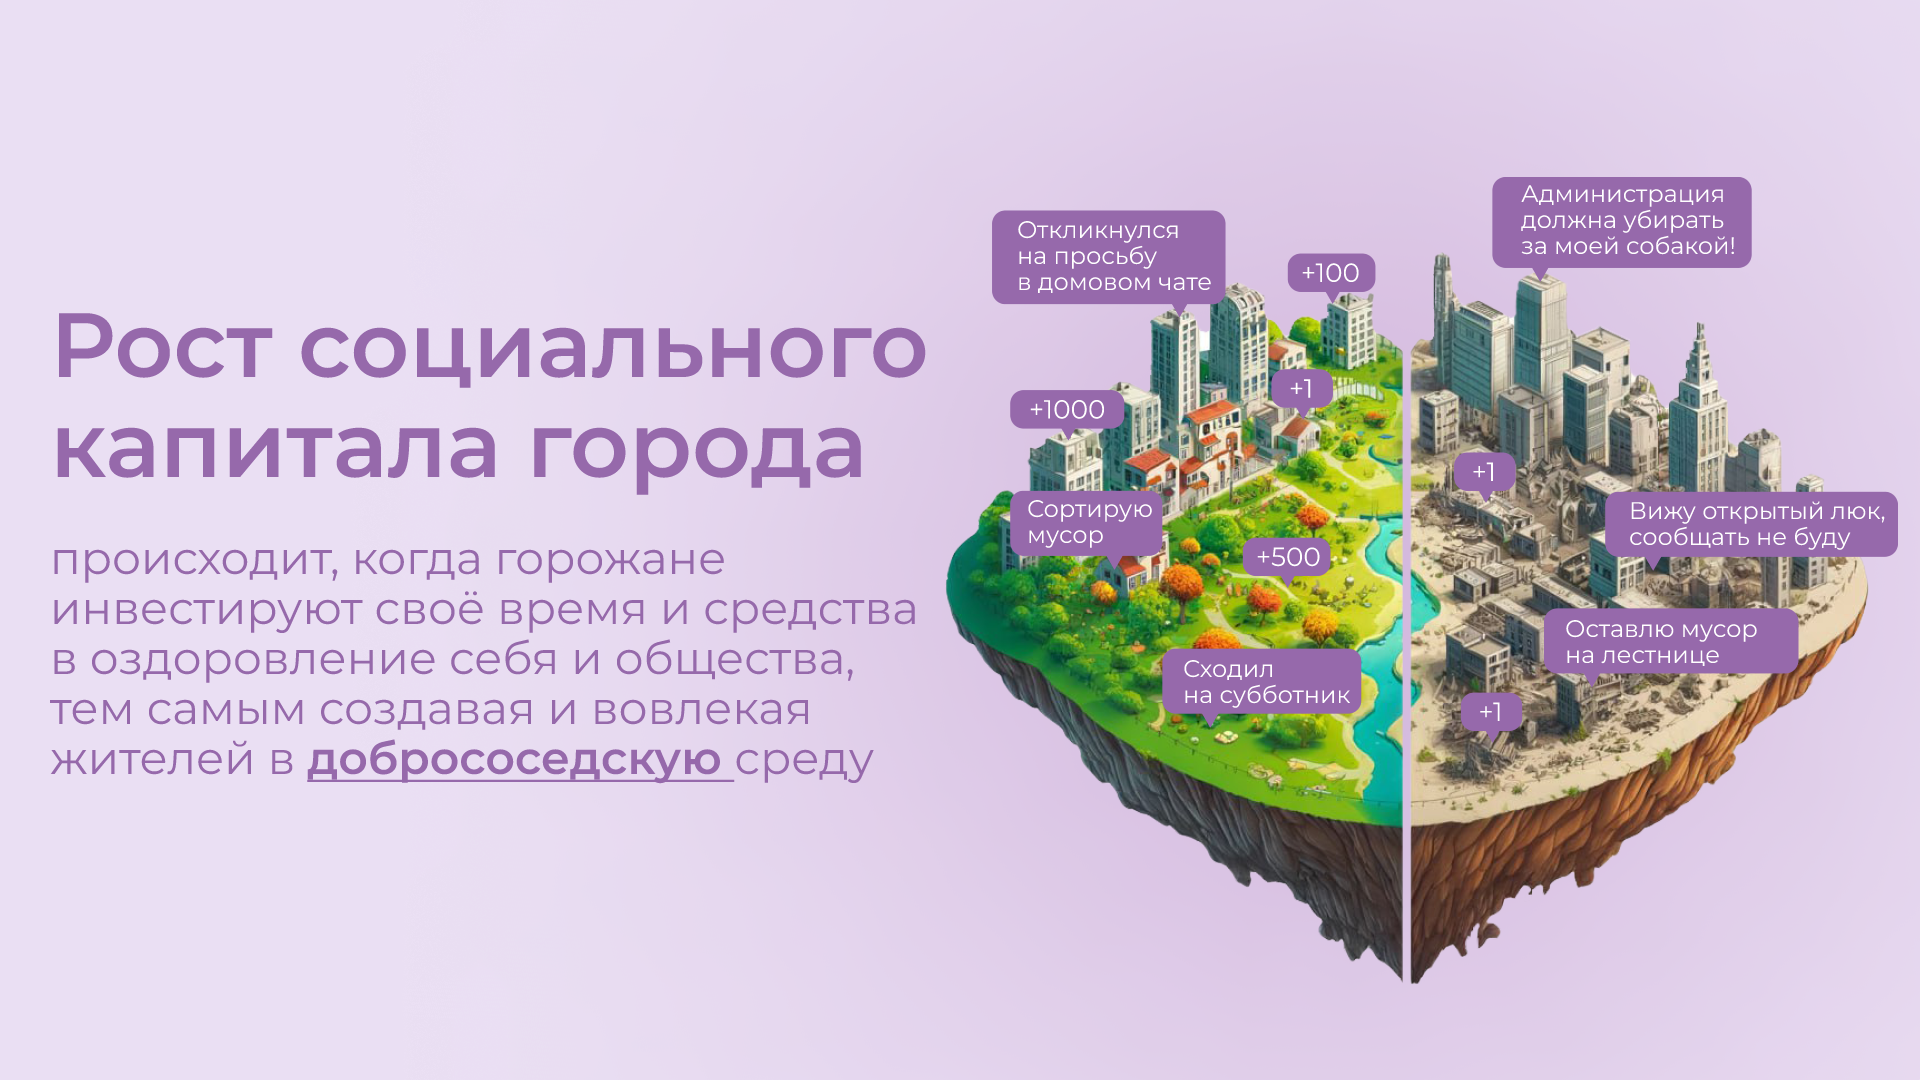 Рост социального
капитала города
происходит, когда горожане
инвестируют своё время и средства
в оздоровление себя и общества,
тем самым создавая и вовлекая
жителей в добрососедскую среду
Откликнулся
на просьбу
в домовом чате
+100
+1
+1000
Сортирую
мусор
+500
Сходил
на субботник
Администрация
должна убирать
за моей собакой!
+1
Вижу открытый люк,
сообщать не буду
Оставлю мусор
на лестнице
+1